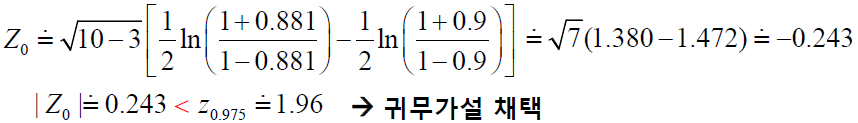 Z₀ ≐ √(10−3) [ 1/2 ln( (1+0.881)/(1−0.881) ) − 1/2 ln( (1+0.9)/(1−0.9) ) ] ≐ √7(1.380−1.472) ≐ −0.243
| Z₀ |≐ 0.243 < z₀.₉₇₅ ≐ 1.96 → 귀무가설 채택